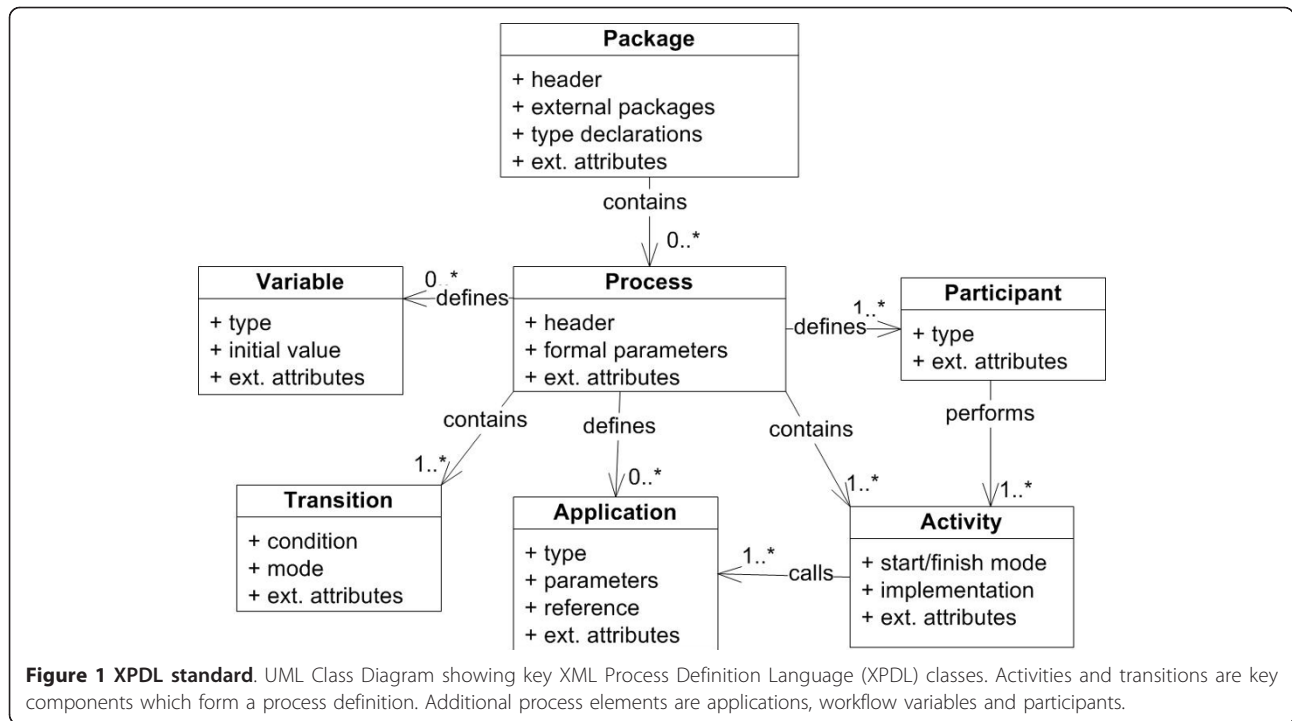 Package
+ header
+ external packages
+ type declarations
+ ext. attributes
contains
0..*
Variable
+ type
+ initial value
+ ext. attributes
0..*
defines
Process
+ header
+ formal parameters
+ ext. attributes
defines
1..*
Participant
+ type
+ ext. attributes
contains
1..*
defines
0..*
contains
1..*
performs
1..*
Transition
+ condition
+ mode
+ ext. attributes
Application
+ type
+ parameters
+ reference
+ ext. attributes
1..*
calls
Activity
+ start/finish mode
+ implementation
+ ext. attributes
Figure 1 XPDL standard. UML Class Diagram showing key XML Process Definition Language (XPDL) classes. Activities and transitions are key
components which form a process definition. Additional process elements are applications, workflow variables and participants.